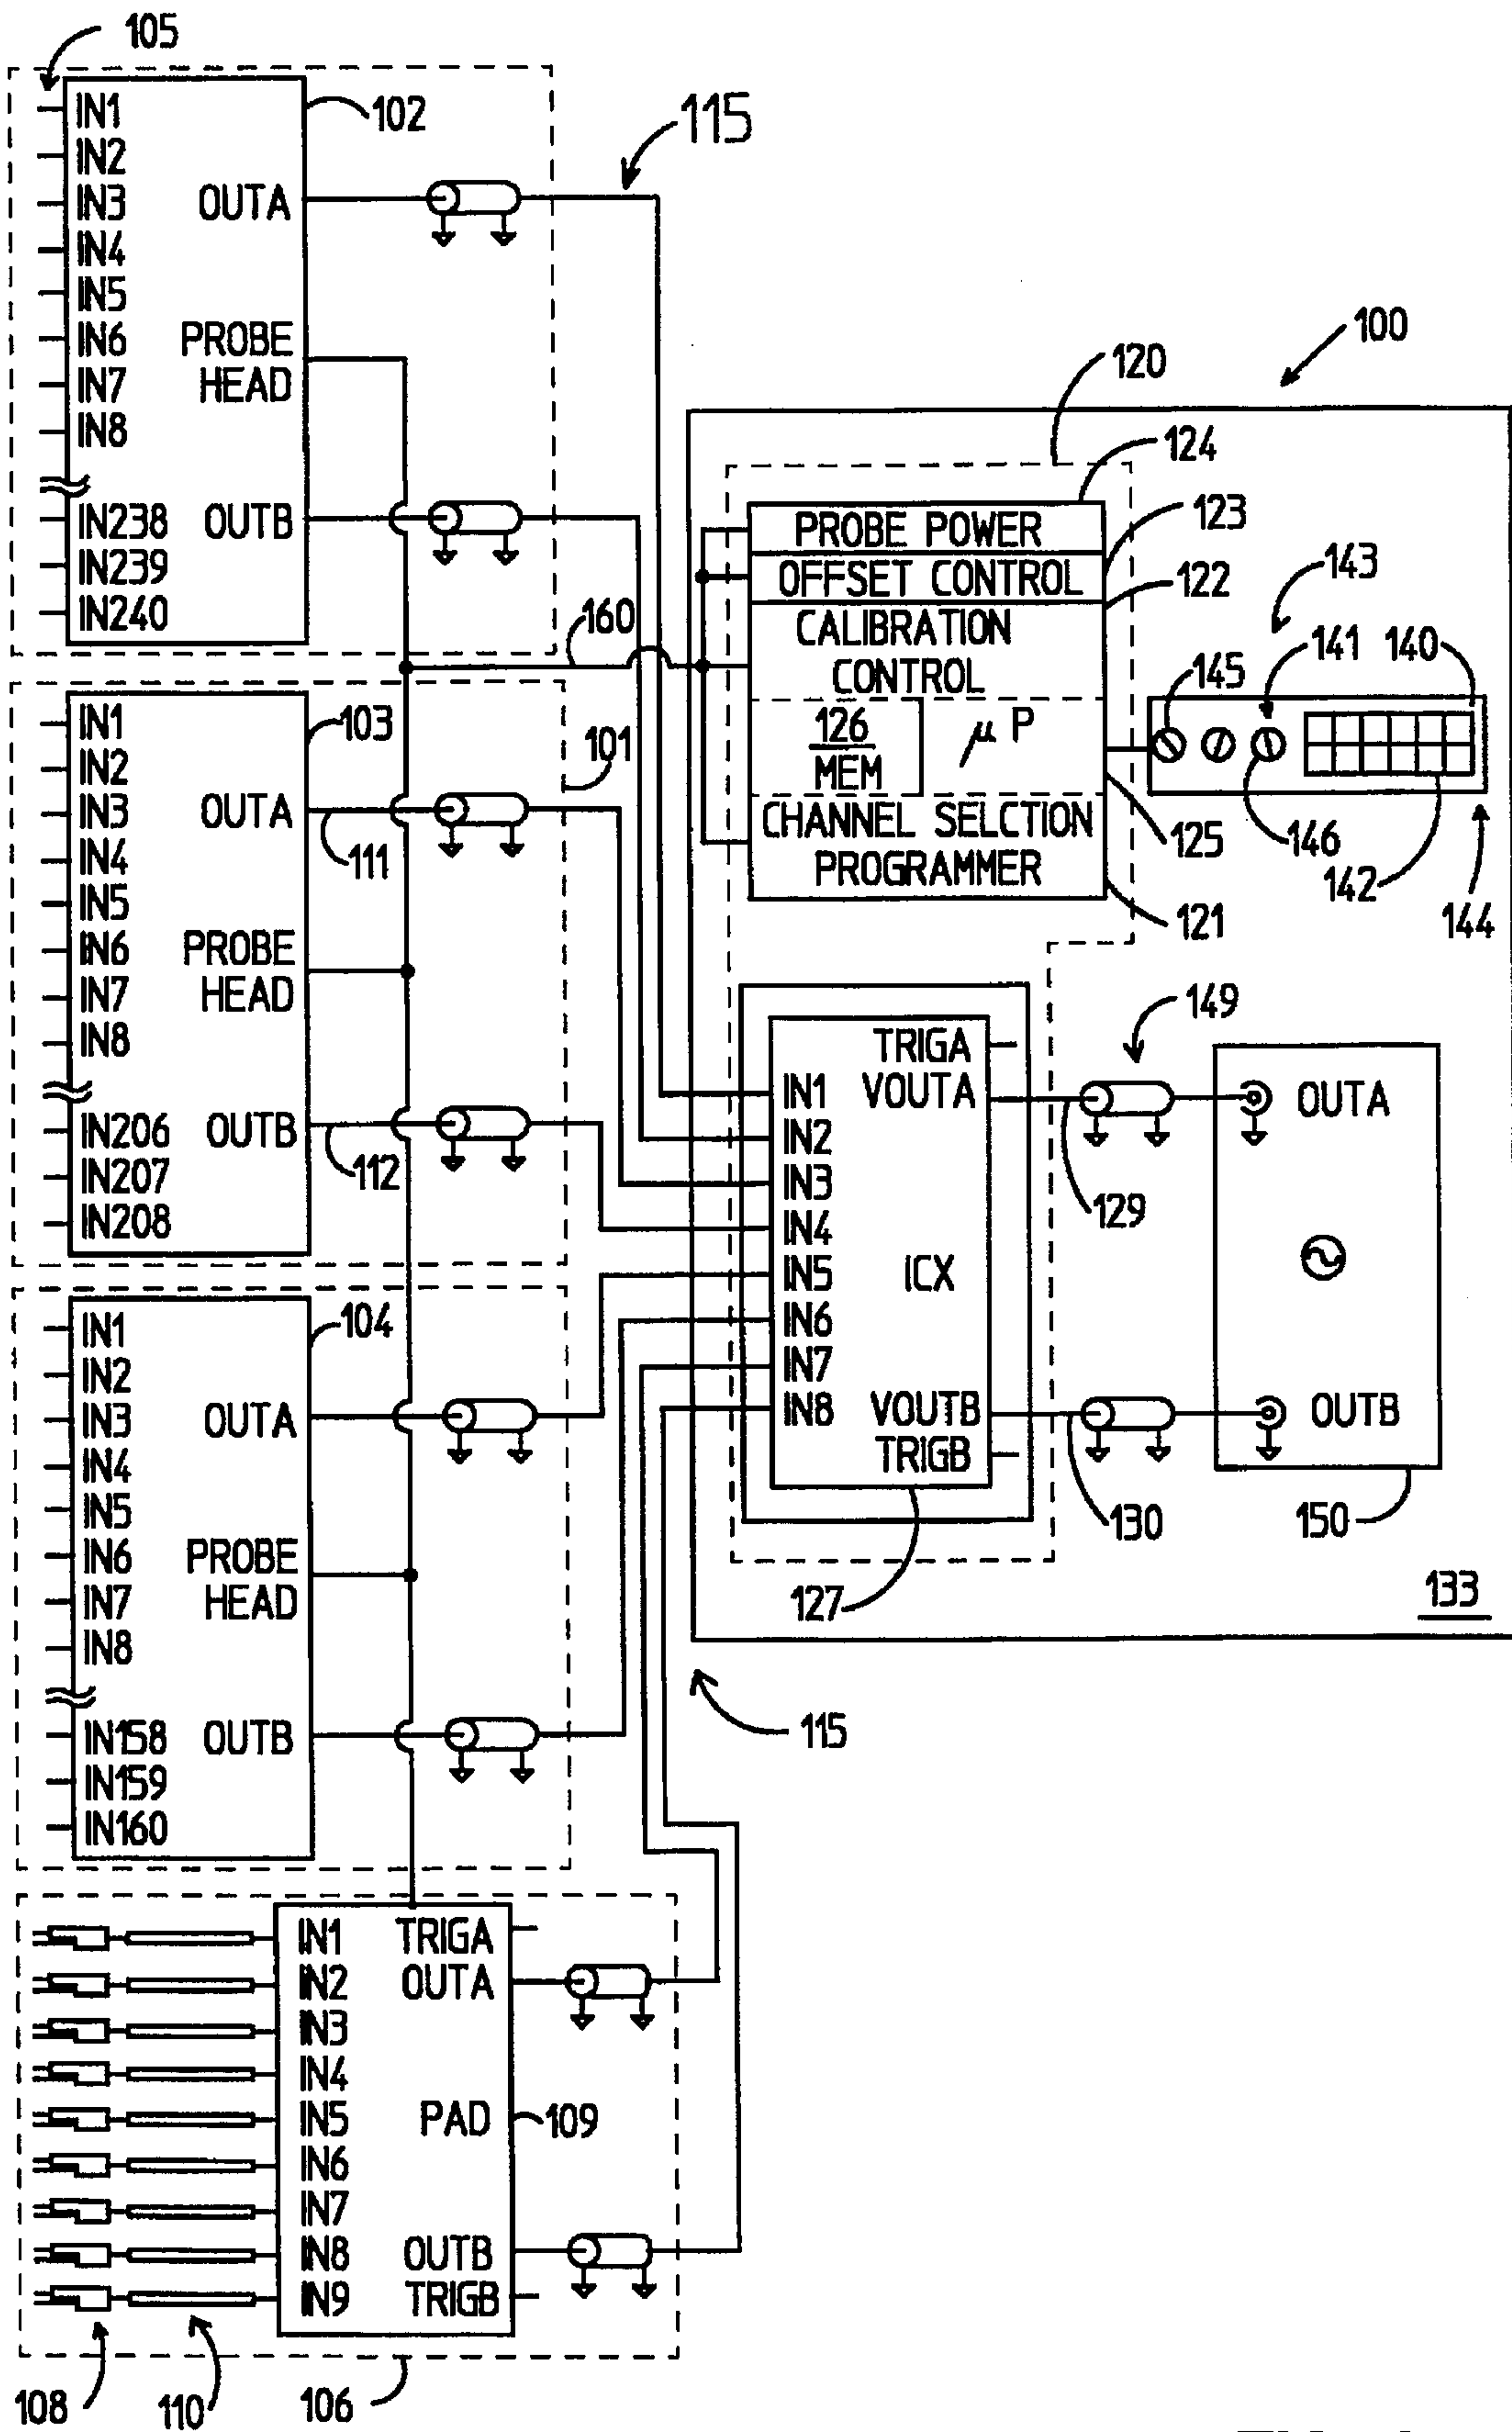 105
IN1
IN2
IN3
IN4
IN5
IN6
IN7
IN8
IN238
IN239
IN240
OUTA
PROBE
HEAD
OUTB
102
115
IN1
IN2
IN3
IN4
IN5
IN6
IN7
IN8
IN206
IN207
IN208
OUTA
PROBE
HEAD
OUTB
103
101
111
112
160
IN1
IN2
IN3
IN4
IN5
IN6
IN7
IN8
IN158
IN159
IN160
OUTA
PROBE
HEAD
OUTB
104
IN1
IN2
IN3
IN4
IN5
IN6
IN7
IN8
IN9
TRIGA
OUTA
PAD
OUTB
TRIGB
109
108
110
106
115
100
120
124
123
122
PROBE POWER
OFFSET CONTROL
CALIBRATION
CONTROL
126
MEM
μP
CHANNEL SELCTION
PROGRAMMER
125
121
143
145
141
140
146
142
144
IN1
IN2
IN3
IN4
IN5
IN6
IN7
IN8
TRIGA
VOUTA
ICX
VOUTB
TRIGB
127
149
129
130
OUTA
OUTB
150
133